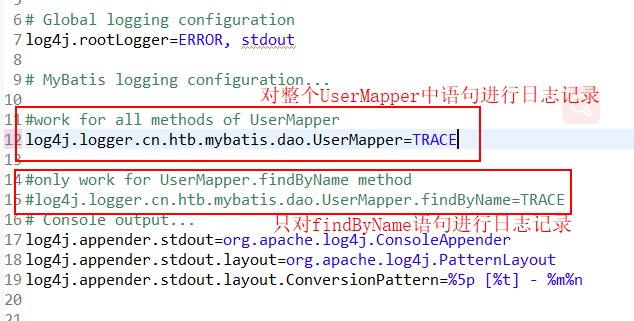 5
6 # Global logging configuration
7 log4j.rootLogger=ERROR, stdout
8
9 # MyBatis logging configuration...
10 对整个UserMapper中语句进行日志记录
11 #work for all methods of UserMapper
12 log4j.logger.cn.htb.mybatis.dao.UserMapper=TRACE
13
14 #only work for UserMapper.findByName method
15 #log4j.logger.cn.htb.mybatis.dao.UserMapper.findByName=TRACE
16 # Console output...
只对findByName语句进行日志记录
17 log4j.appender.stdout=org.apache.log4j.ConsoleAppender
18 log4j.appender.stdout.layout=org.apache.log4j.PatternLayout
19 log4j.appender.stdout.layout.ConversionPattern=%5p [%t] - %m%n
20
21